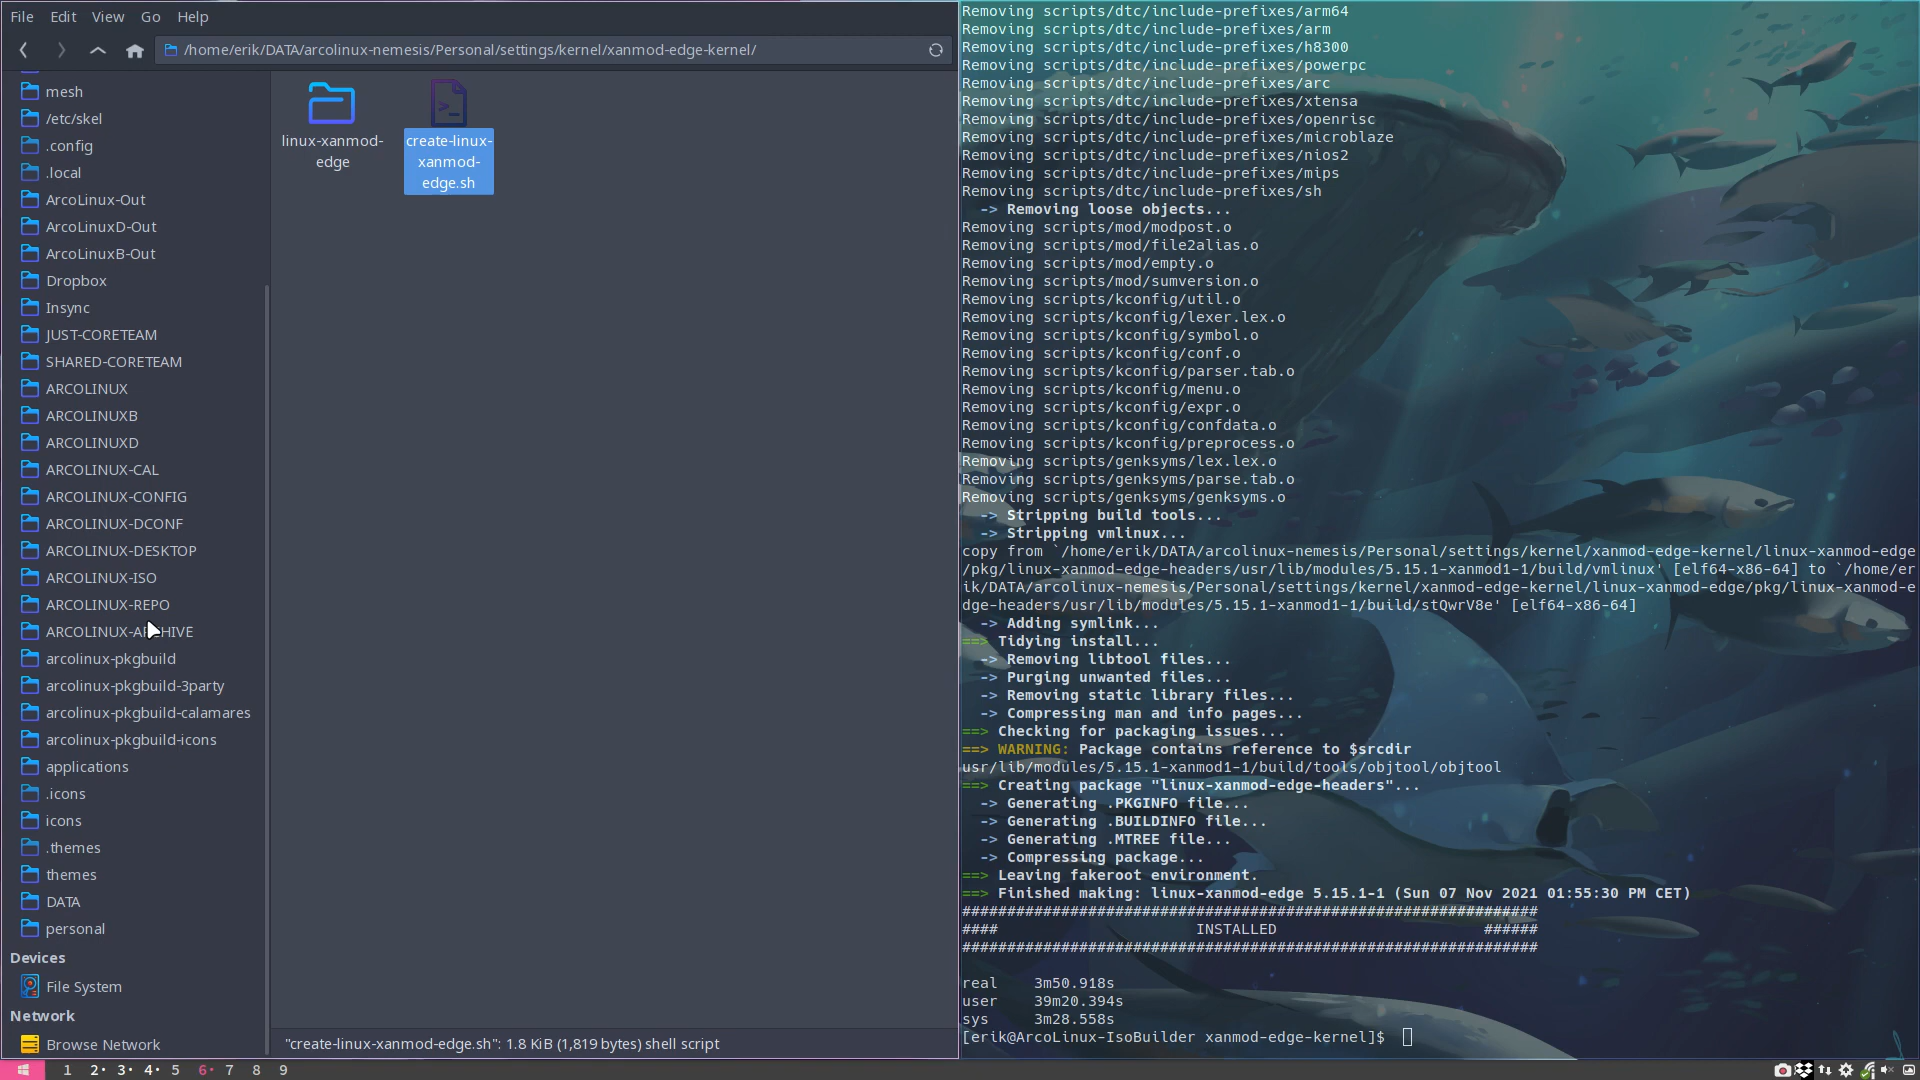 File Edit View Go Help
/home/erik/DATA/arcolinux-nemesis/Personal/settings/kernel/xanmod-edge-kernel/
mesh
/etc/skel
.config
.local
ArcoLinux-Out
ArcoLinuxD-Out
ArcoLinuxB-Out
Dropbox
Insync
JUST-CORETEAM
SHARED-CORETEAM
ARCOLINUX
ARCOLINUXB
ARCOLINUXD
ARCOLINUX-CAL
ARCOLINUX-CONFIG
ARCOLINUX-DCONF
ARCOLINUX-DESKTOP
ARCOLINUX-ISO
ARCOLINUX-REPO
ARCOLINUX-ARCHIVE
arcolinux-pkgbuild
arcolinux-pkgbuild-3party
arcolinux-pkgbuild-calamares
arcolinux-pkgbuild-icons
applications
.icons
icons
.themes
themes
DATA
personal
Devices
File System
Network
Browse Network
linux-xanmod-
edge
create-linux-
xanmod-
edge.sh
"create-linux-xanmod-edge.sh": 1.8 KiB (1,819 bytes) shell script
Removing scripts/dtc/include-prefixes/arm64
Removing scripts/dtc/include-prefixes/arm
Removing scripts/dtc/include-prefixes/h8300
Removing scripts/dtc/include-prefixes/powerpc
Removing scripts/dtc/include-prefixes/arc
Removing scripts/dtc/include-prefixes/xtensa
Removing scripts/dtc/include-prefixes/openrisc
Removing scripts/dtc/include-prefixes/microblaze
Removing scripts/dtc/include-prefixes/nios2
Removing scripts/dtc/include-prefixes/mips
Removing scripts/dtc/include-prefixes/sh
-> Removing loose objects...
Removing scripts/mod/modpost.o
Removing scripts/mod/file2alias.o
Removing scripts/mod/empty.o
Removing scripts/mod/sumversion.o
Removing scripts/kconfig/util.o
Removing scripts/kconfig/lexer.lex.o
Removing scripts/kconfig/symbol.o
Removing scripts/kconfig/conf.o
Removing scripts/kconfig/parser.tab.o
Removing scripts/kconfig/menu.o
Removing scripts/kconfig/expr.o
Removing scripts/kconfig/confdata.o
Removing scripts/kconfig/preprocess.o
Removing scripts/genksyms/lex.lex.o
Removing scripts/genksyms/parse.tab.o
Removing scripts/genksyms/genksyms.o
-> Stripping build tools...
-> Stripping vmlinux...
copy from `/home/erik/DATA/arcolinux-nemesis/Personal/settings/kernel/xanmod-edge-kernel/linux-xanmod-edge
/pkg/linux-xanmod-edge-headers/usr/lib/modules/5.15.1-xanmod1-1/build/vmlinux' [elf64-x86-64] to `/home/er
ik/DATA/arcolinux-nemesis/Personal/settings/kernel/xanmod-edge-kernel/linux-xanmod-edge/pkg/linux-xanmod-e
dge-headers/usr/lib/modules/5.15.1-xanmod1-1/build/stQwrV8e' [elf64-x86-64]
-> Adding symlink...
==> Tidying install...
-> Removing libtool files...
-> Purging unwanted files...
-> Removing static library files...
-> Compressing man and info pages...
==> Checking for packaging issues...
==> WARNING: Package contains reference to $srcdir
usr/lib/modules/5.15.1-xanmod1-1/build/tools/objtool/objtool
==> Creating package "linux-xanmod-edge-headers"...
-> Generating .PKGINFO file...
-> Generating .BUILDINFO file...
-> Generating .MTREE file...
-> Compressing package...
==> Leaving fakeroot environment.
==> Finished making: linux-xanmod-edge 5.15.1-1 (Sun 07 Nov 2021 01:55:30 PM CET)
################################################################
#### INSTALLED ######
################################################################
real 3m50.918s
user 39m20.394s
sys 3m28.558s
[erik@ArcoLinux-IsoBuilder xanmod-edge-kernel]$
1 2 3 4 5 6 7 8 9